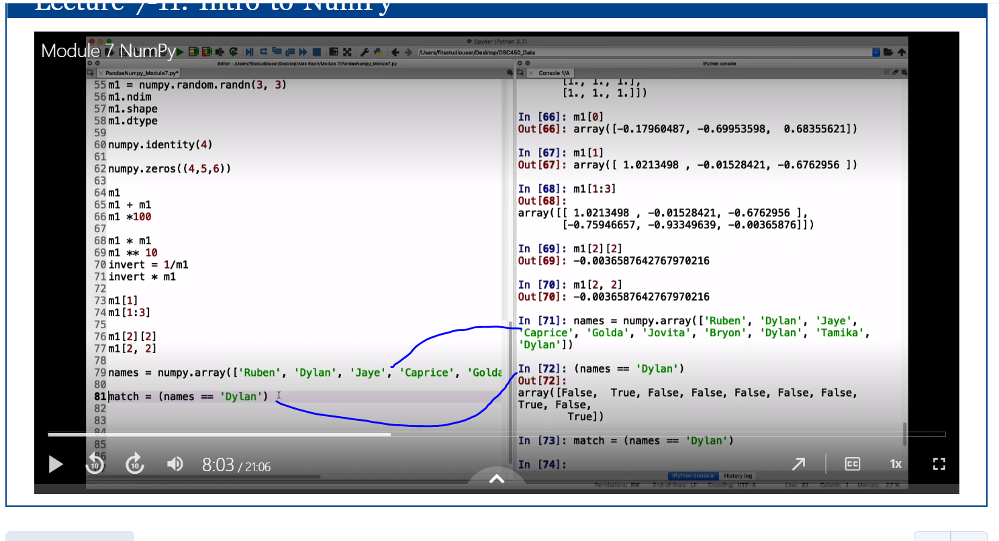 Lecture 7-11: Intro to NumPy
Module 7 NumPy
Spyder (Python 3.7)
/Users/fitsstudiouser/Desktop/DSC450_Data
Editor - /Users/fitsstudiouser/Desktop/Alex Rasin/Module 7/PandasNumpy_Module7.py
PandasNumpy_Module7.py*
55 m1 = numpy.random.randn(3, 3)
56 m1.ndim
57 m1.shape
58 m1.dtype
59
60 numpy.identity(4)
61
62 numpy.zeros((4,5,6))
63
64 m1
65 m1 + m1
66 m1 *100
67
68 m1 * m1
69 m1 ** 10
70 invert = 1/m1
71 invert * m1
72
73 m1[1]
74 m1[1:3]
75
76 m1[2][2]
77 m1[2, 2]
78
79 names = numpy.array(['Ruben', 'Dylan', 'Jaye', 'Caprice', 'Golda
80
81 match = (names == 'Dylan')
82
83
84
85
86
IPython console
Console 1/A
[1., 1., 1.],
[1., 1., 1.]])
In [66]: m1[0]
Out[66]: array([-0.17960487, -0.69953598,  0.68355621])
In [67]: m1[1]
Out[67]: array([ 1.0213498 , -0.01528421, -0.6762956 ])
In [68]: m1[1:3]
Out[68]:
array([[ 1.0213498 , -0.01528421, -0.6762956 ],
[-0.75946657, -0.93349639, -0.00365876]])
In [69]: m1[2][2]
Out[69]: -0.0036587642767970216
In [70]: m1[2, 2]
Out[70]: -0.0036587642767970216
In [71]: names = numpy.array(['Ruben', 'Dylan', 'Jaye',
'Caprice', 'Golda', 'Jovita', 'Bryon', 'Dylan', 'Tamika',
'Dylan'])
In [72]: (names == 'Dylan')
Out[72]:
array([False,  True, False, False, False, False, False,
True, False,
True])
In [73]: match = (names == 'Dylan')
In [74]:
10 10 8:03 / 21:06
CC 1x
IPython console History log
Permissions: RW End-of-lines: LF Encoding: UTF-8 Line: 81 Column: 1 Memory: 27 %